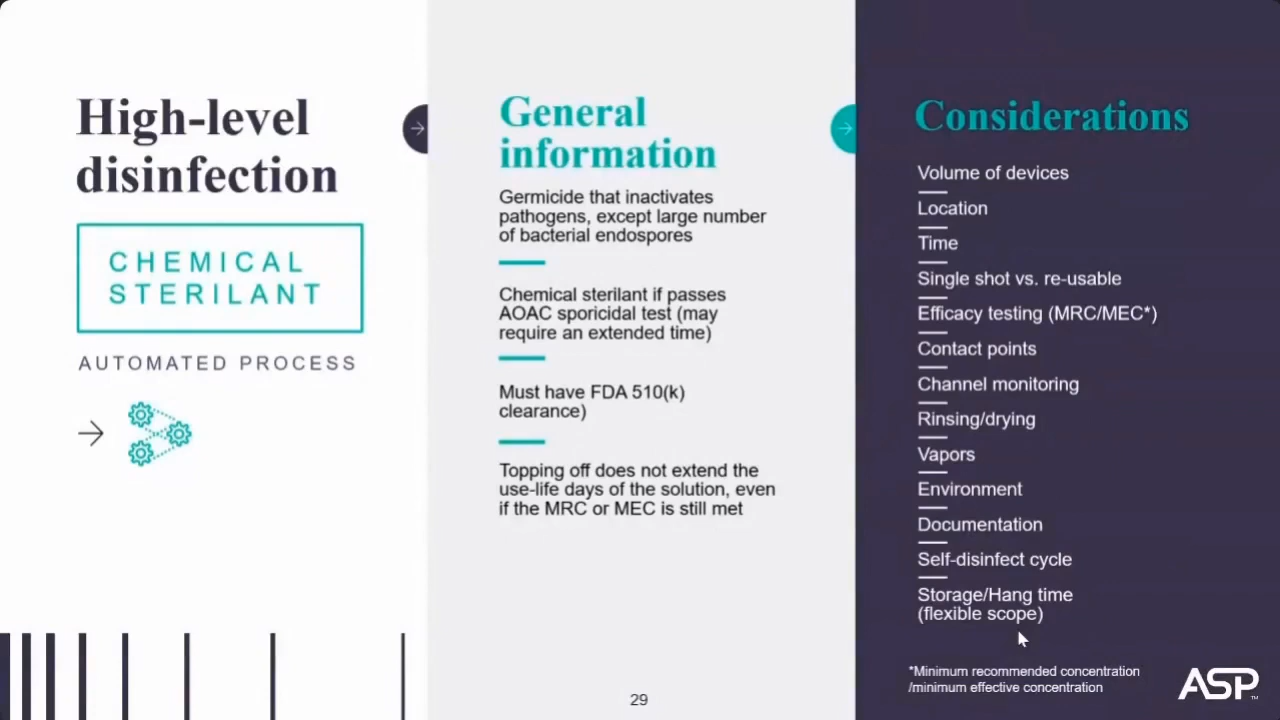 High-level
disinfection
CHEMICAL
STERILANT
AUTOMATED PROCESS
General
information
Germicide that inactivates
pathogens, except large number
of bacterial endospores
Chemical sterilant if passes
AOAC sporicidal test (may
require an extended time)
Must have FDA 510(k)
clearance)
Topping off does not extend the
use-life days of the solution, even
if the MRC or MEC is still met
29
Considerations
Volume of devices
Location
Time
Single shot vs. re-usable
Efficacy testing (MRC/MEC*)
Contact points
Channel monitoring
Rinsing/drying
Vapors
Environment
Documentation
Self-disinfect cycle
Storage/Hang time
(flexible scope)
*Minimum recommended concentration
/minimum effective concentration
ASP™